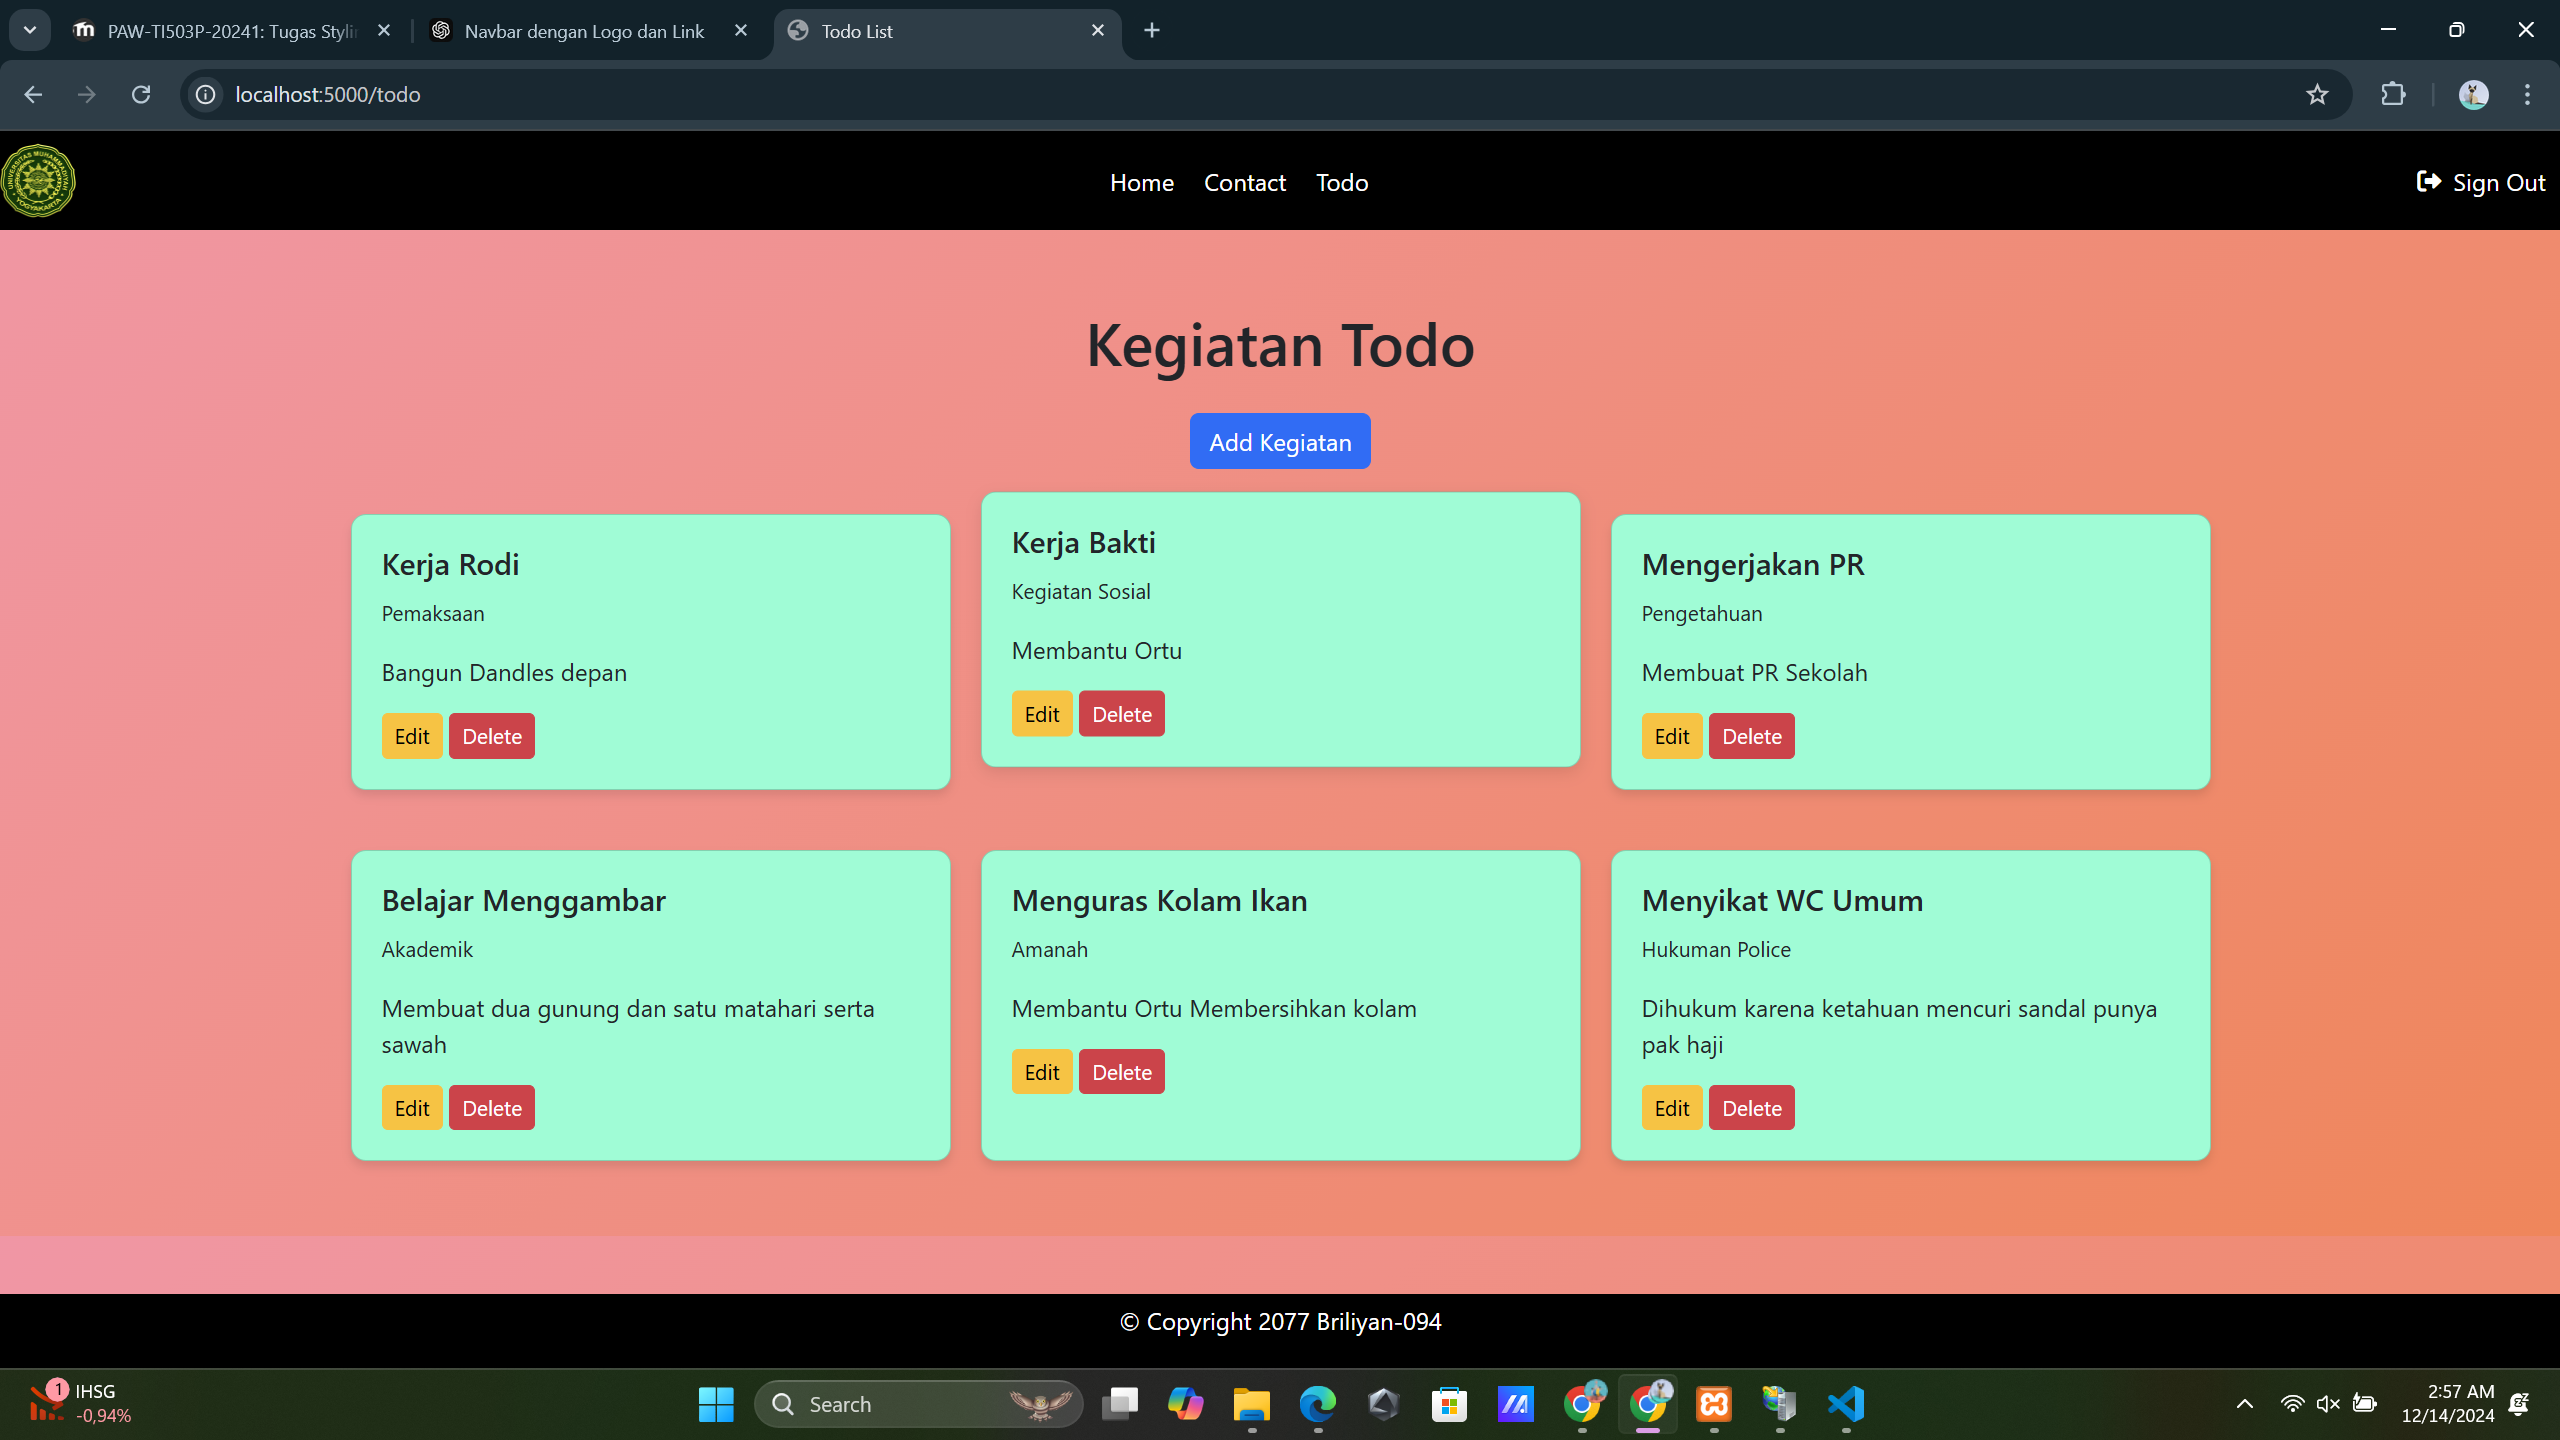 PAW-TI503P-20241: Tugas Stylin
Navbar dengan Logo dan Link
Todo List
localhost:5000/todo
UNIVERSITAS MUHAMMADIYAH
YOGYAKARTA
Home
Contact
Todo
Sign Out
Kegiatan Todo
Add Kegiatan
Kerja Rodi
Pemaksaan
Bangun Dandles depan
Edit
Delete
Kerja Bakti
Kegiatan Sosial
Membantu Ortu
Edit
Delete
Mengerjakan PR
Pengetahuan
Membuat PR Sekolah
Edit
Delete
Belajar Menggambar
Akademik
Membuat dua gunung dan satu matahari serta
sawah
Edit
Delete
Menguras Kolam Ikan
Amanah
Membantu Ortu Membersihkan kolam
Edit
Delete
Menyikat WC Umum
Hukuman Police
Dihukum karena ketahuan mencuri sandal punya
pak haji
Edit
Delete
© Copyright 2077 Briliyan-094
1
IHSG
-0,94%
Search
2:57 AM
12/14/2024